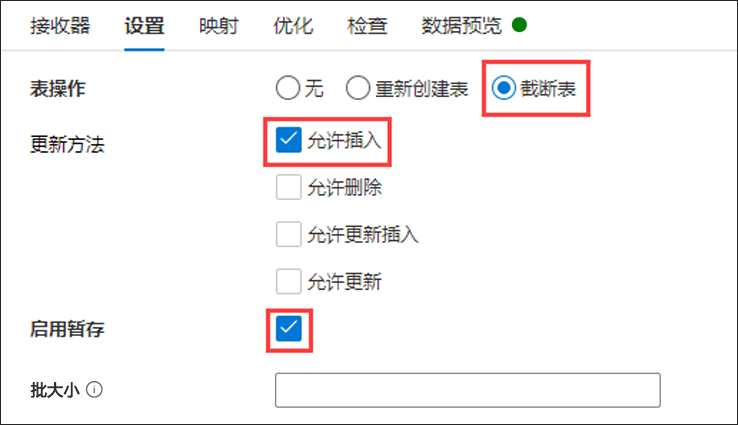 接收器 设置 映射 优化 检查 数据预览
表操作 无 重新创建表 截断表
更新方法 允许插入
允许删除
允许更新插入
允许更新
启用暂存
批大小